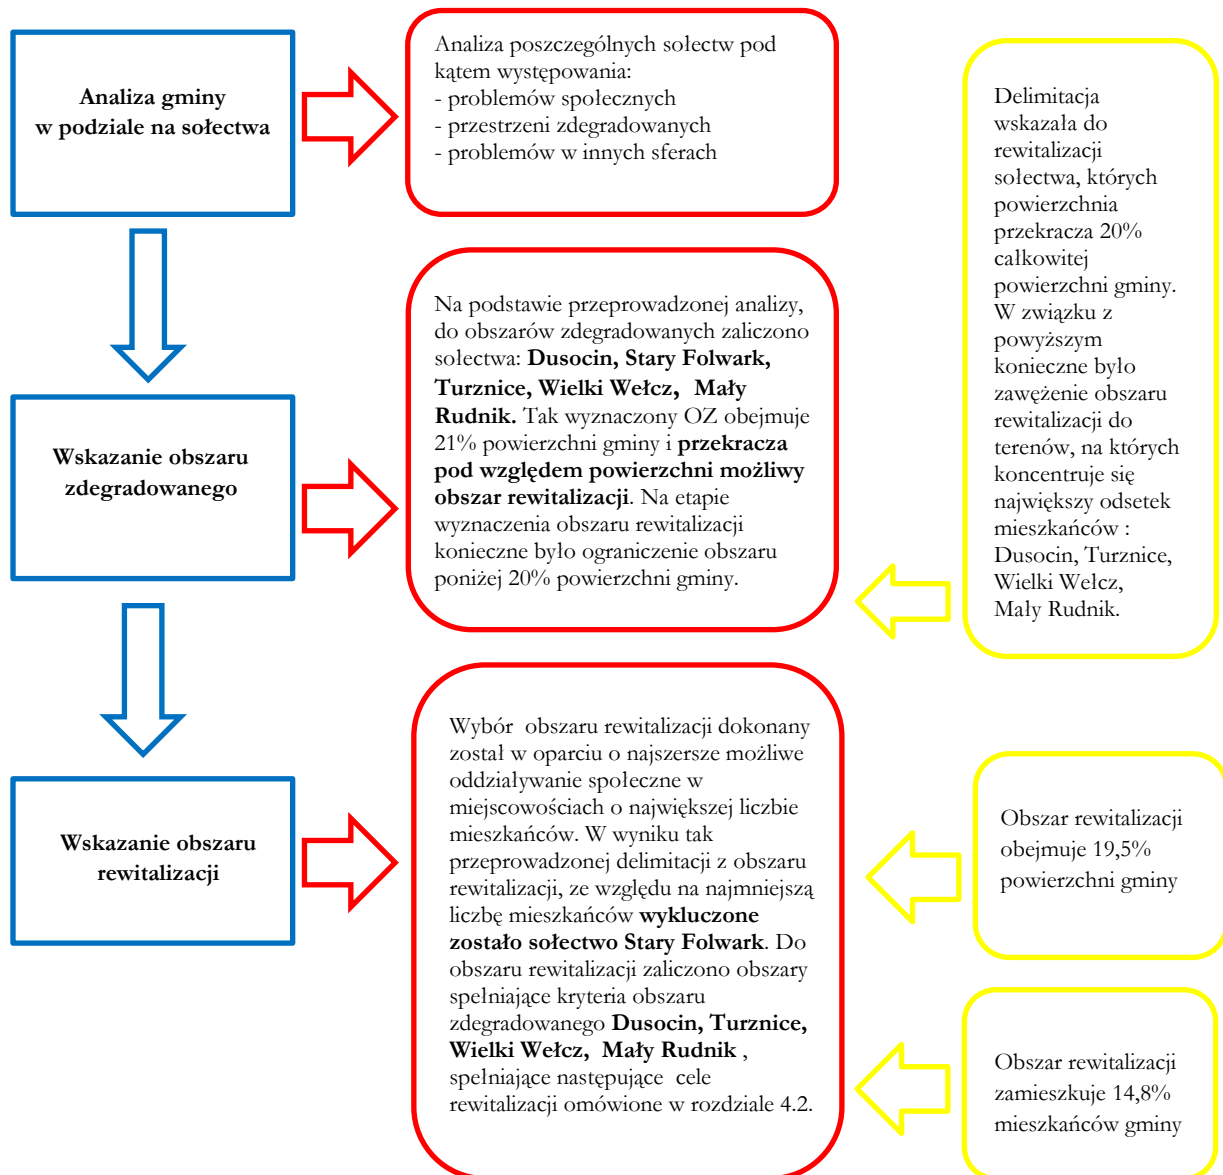 Analiza gminy
w podziale na sołectwa
Analiza poszczególnych sołectw pod
kątem występowania:
- problemów społecznych
- przestrzeni zdegradowanych
- problemów w innych sferach
Delimitacja
wskazała do
rewitalizacji
sołectwa, których
powierzchnia
przekracza 20%
całkowitej
powierzchni gminy.
W związku z
powyższym
konieczne było
zawężenie obszaru
rewitalizacji do
terenów, na których
koncentruje się
największy odsetek
mieszkańców :
Dusocin, Turznice,
Wielki Wełcz,
Mały Rudnik.
Wskazanie obszaru
zdegradowanego
Na podstawie przeprowadzonej analizy,
do obszarów zdegradowanych zaliczono
sołectwa: Dusocin, Stary Folwark,
Turznice, Wielki Wełcz, Mały
Rudnik. Tak wyznaczony OZ obejmuje
21% powierzchni gminy i przekracza
pod względem powierzchni możliwy
obszar rewitalizacji. Na etapie
wyznaczenia obszaru rewitalizacji
konieczne było ograniczenie obszaru
poniżej 20% powierzchni gminy.
Wskazanie obszaru
rewitalizacji
Wybór obszaru rewitalizacji dokonany
został w oparciu o najszersze możliwe
oddziaływanie społeczne w
miejscowościach o największej liczbie
mieszkańców. W wyniku tak
przeprowadzonej delimitacji z obszaru
rewitalizacji, ze względu na najmniejszą
liczbę mieszkańców wykluczone
zostało sołectwo Stary Folwark. Do
obszaru rewitalizacji zaliczono obszary
spełniające kryteria obszaru
zdegradowanego Dusocin, Turznice,
Wielki Wełcz, Mały Rudnik ,
spełniające następujące cele
rewitalizacji omówione w rozdziale 4.2.
Obszar rewitalizacji
obejmuje 19,5%
powierzchni gminy
Obszar rewitalizacji
zamieszkuje 14,8%
mieszkańców gminy